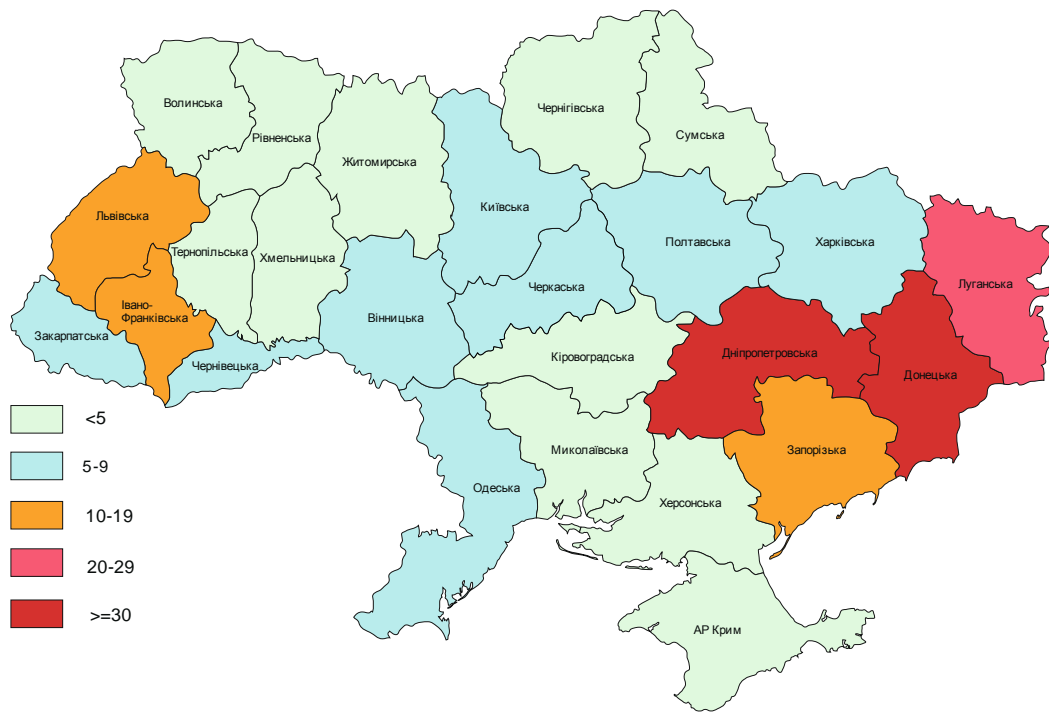 Волинська
Рівненська
Житомирська
Чернігівська
Сумська
Львівська
Тернопільська
Хмельницька
Київська
Полтавська
Харківська
Луганська
Івано-
Франківська
Закарпатська
Чернівецька
Вінницька
Черкаська
Кіровоградська
Дніпропетровська
Донецька
Миколаївська
Запорізька
Одеська
Херсонська
АР Крим
<5
5-9
10-19
20-29
>=30